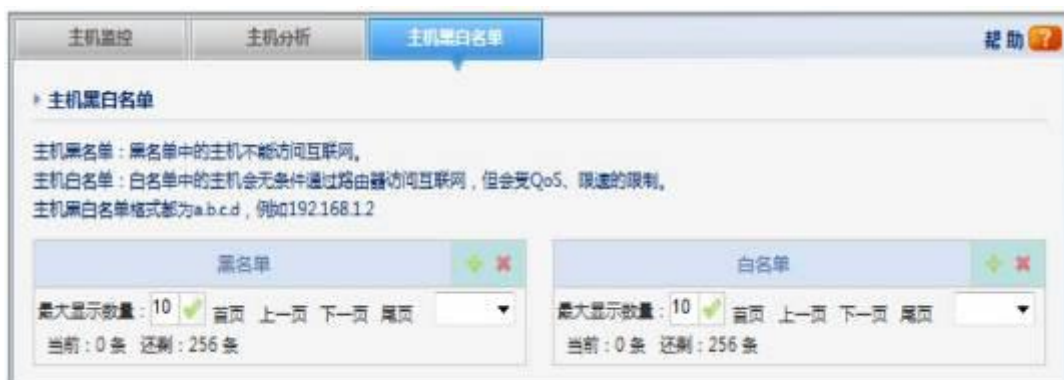 主机监控 主机分析 主机黑白名单 帮助
主机黑白名单
主机黑名单：黑名单中的主机不能访问互联网。
主机白名单：白名单中的主机会无条件通过路由器访问互联网，但会受QoS、限速的限制。
主机黑白名单格式都为a.b.c.d，例如192.168.1.2
黑名单 白名单
最大显示数量：10 首页 上一页 下一页 尾页 最大显示数量：10 首页 上一页 下一页 尾页
当前：0 条 还剩：256 条 当前：0 条 还剩：256 条